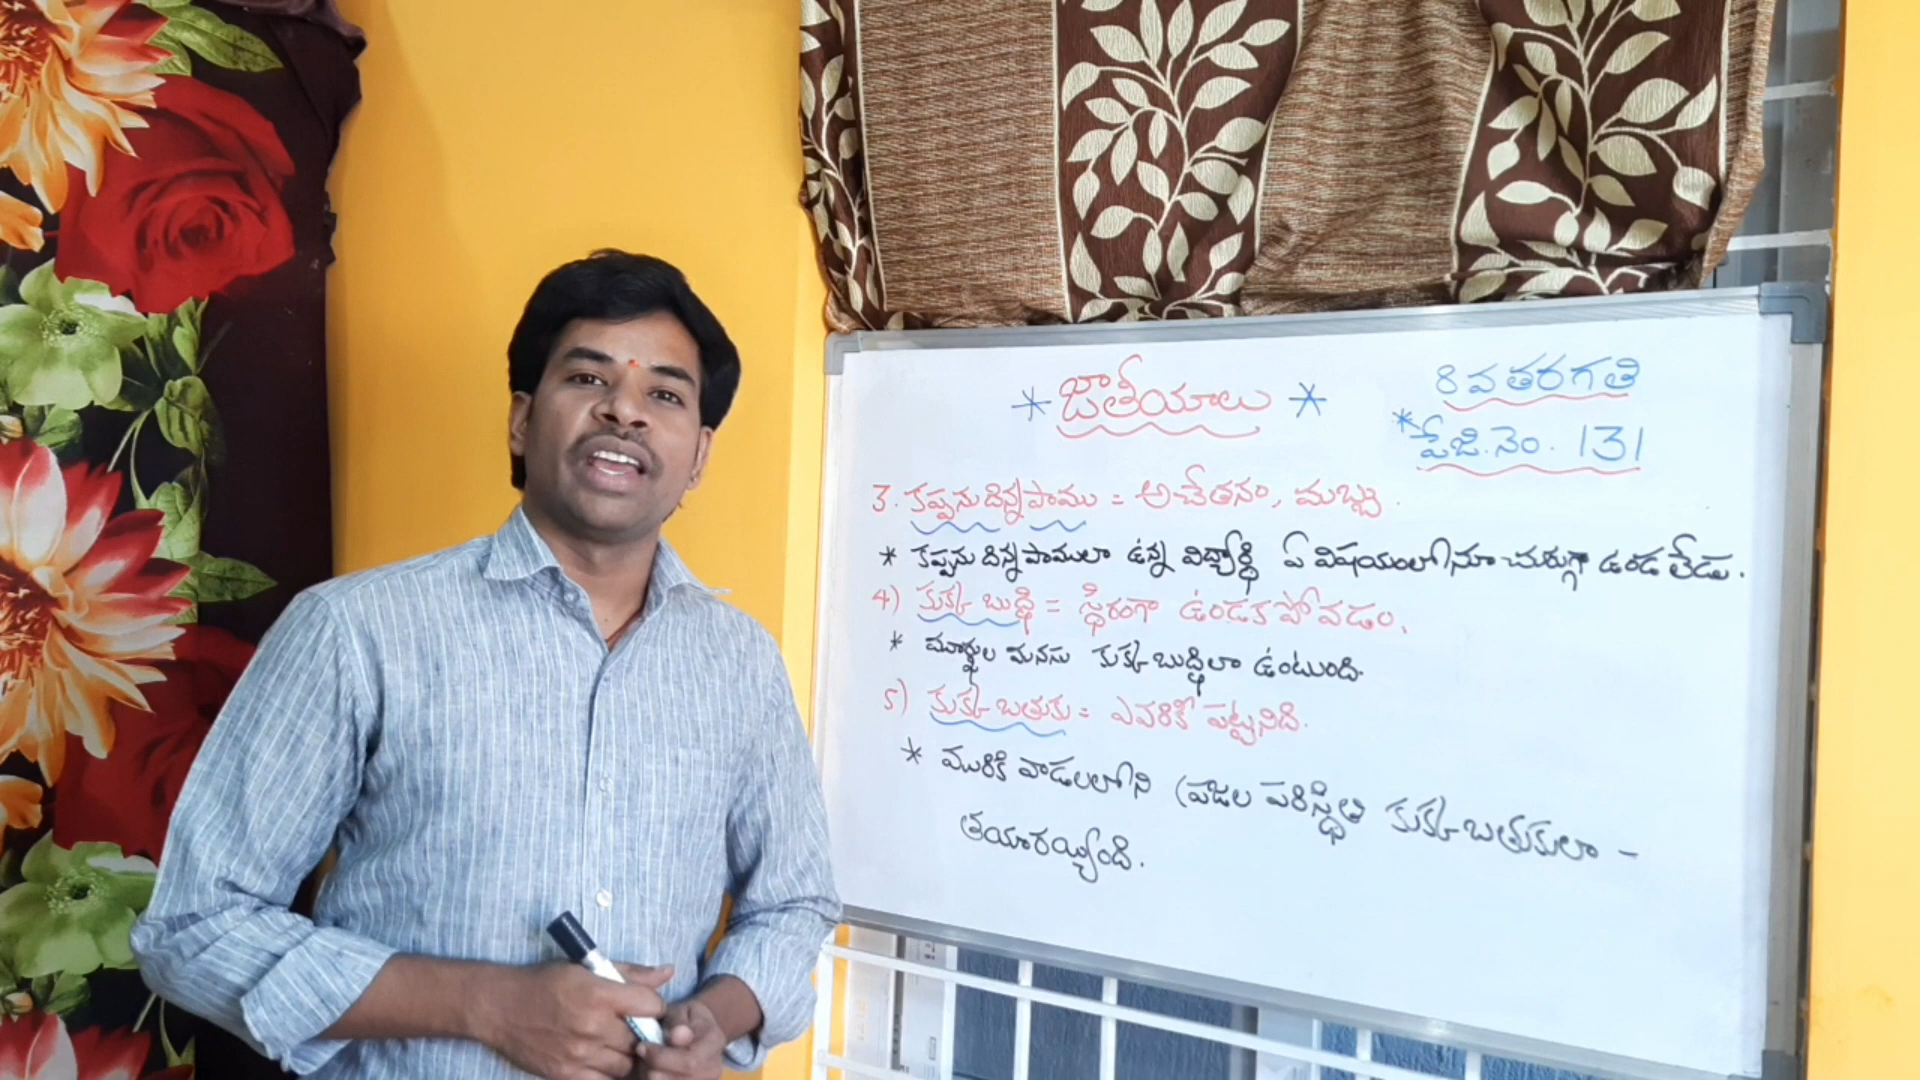 * జాతీయాలు *
8వ తరగతి
* పేజి.నెం. 131
3. కప్పను దిన్న పాము = అచేతనం, మబ్బు.
* కప్పను దిన్న పాములా ఉన్న విద్యార్థి ఏ విషయంలోనూ చురుగ్గా ఉండ లేడు.
4) కుక్క బుద్ధి = స్థిరంగా ఉండకపోవడం.
* మూర్ఖుల మనసు కుక్క బుద్ధిలా ఉంటుంది.
5) కుక్క బతుకు = ఎవరికీ పట్టనిది.
* మురికి వాడలలోని ప్రజల పరిస్థితి కుక్క బతుకులా -
తయారయ్యింది.